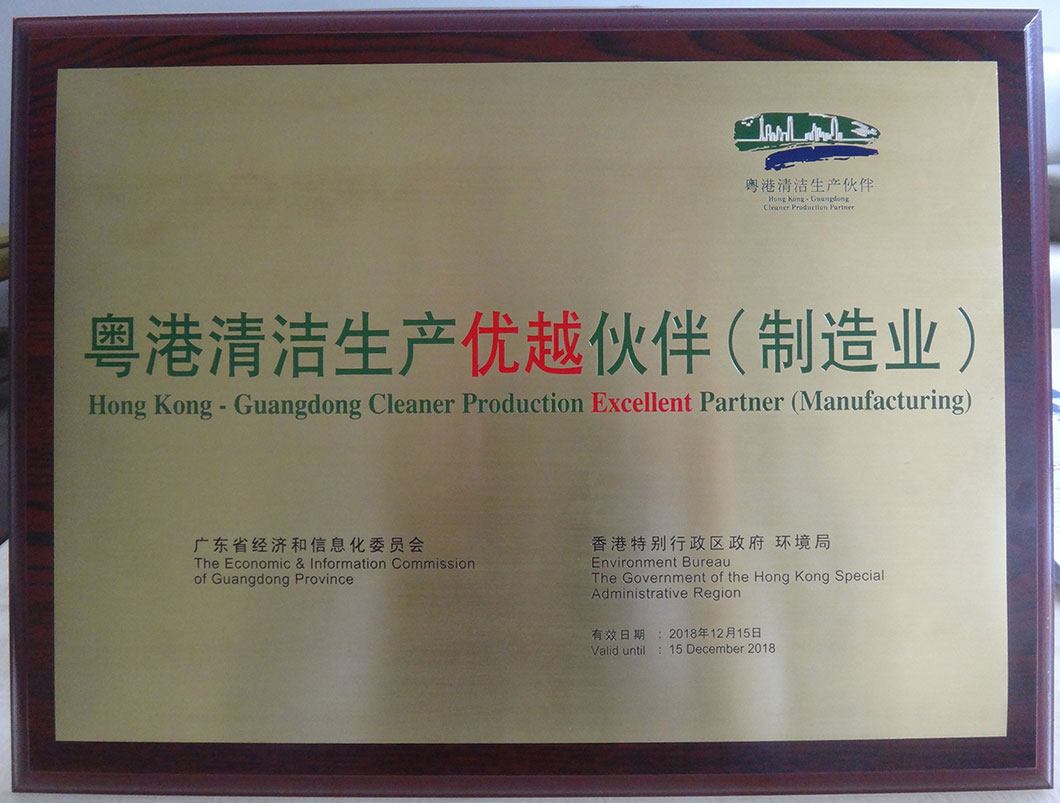 粤港清洁生产伙伴
Hong Kong - Guangdong
Cleaner Production Partner
粤港清洁生产优越伙伴（制造业）
Hong Kong - Guangdong Cleaner Production Excellent Partner (Manufacturing)
广东省经济和信息化委员会
The Economic & Information Commission
of Guangdong Province
香港特别行政区政府 环境局
Environment Bureau
The Government of the Hong Kong Special
Administrative Region
有效日期 : 2018年12月15日
Valid until : 15 December 2018